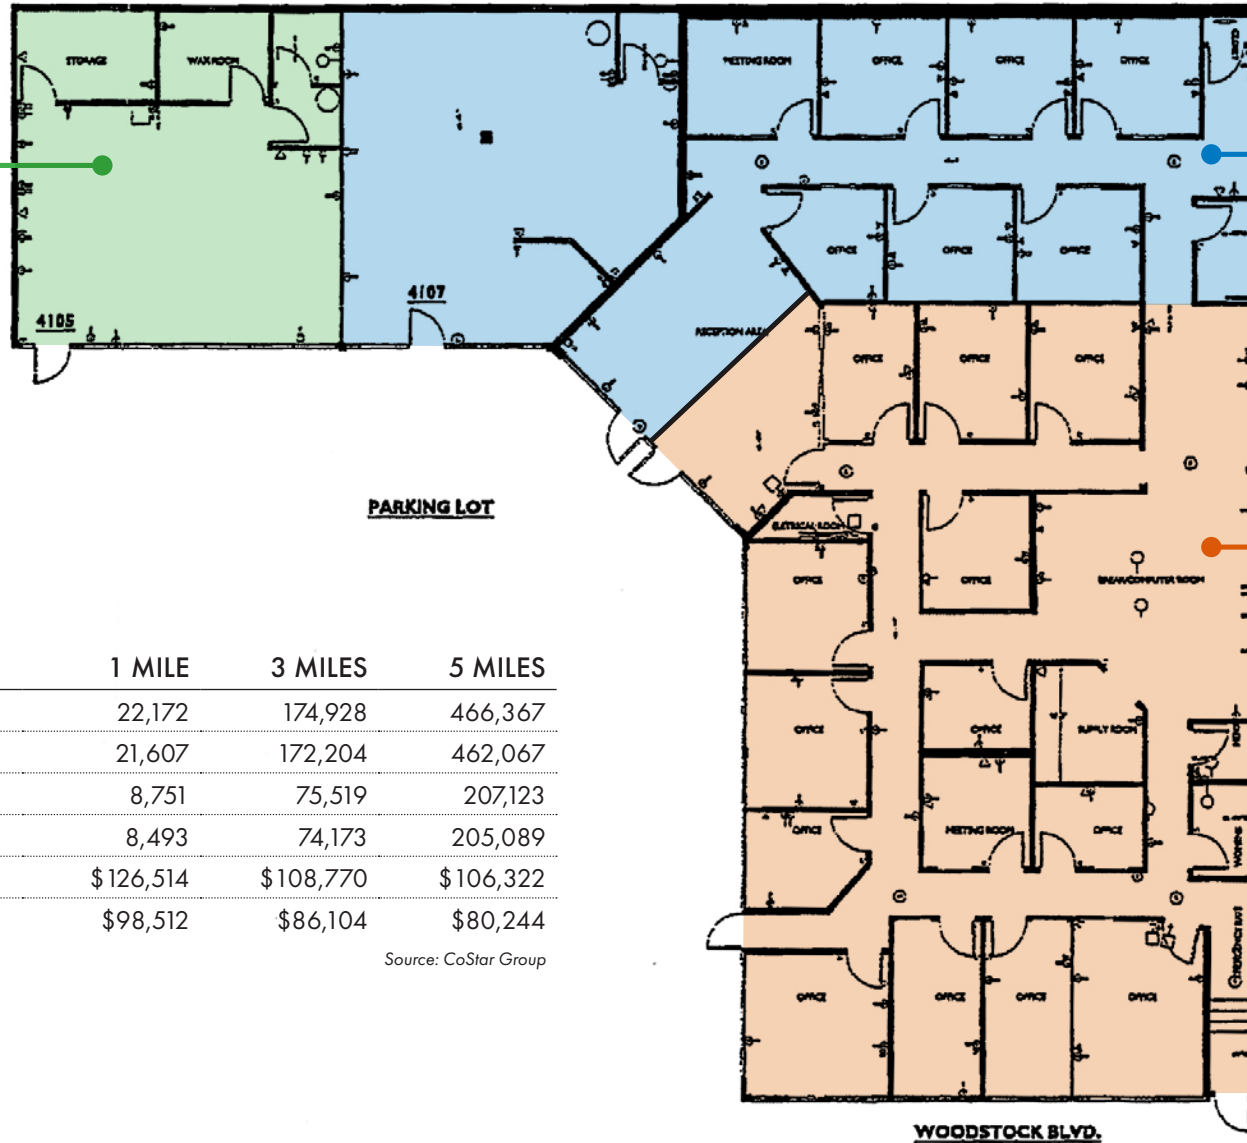 STORAGE
WAX ROOM
MEETING ROOM
OFFICE
OFFICE
OFFICE
CLOSET
OFFICE
OFFICE
OFFICE
4107
4105
RECEPTION AREA
OFFICE
OFFICE
OFFICE
PARKING LOT
ELETRICAL ROOM
OFFICE
OFFICE
BREAK/COMPUTER ROOM
1 MILE 3 MILES 5 MILES
22,172 174,928 466,367
21,607 172,204 462,067
8,751 75,519 207,123
8,493 74,173 205,089
$126,514 $108,770 $106,322
$98,512 $86,104 $80,244
Source: CoStar Group
OFFICE
OFFICE
SUPPLY ROOM
OFFICE
MEETING ROOM
OFFICE
WOMENS
OFFICE
OFFICE
OFFICE
OFFICE
WOODSTOCK BLVD.